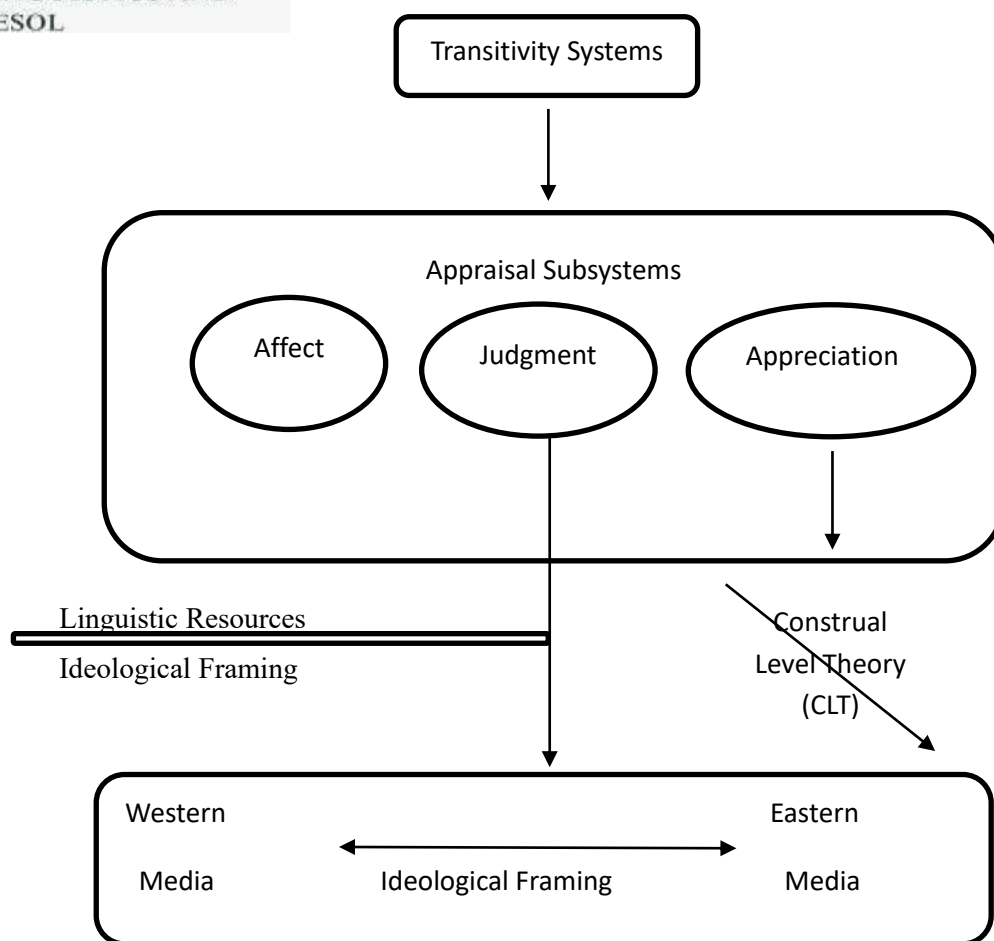 ESOL
Transitivity Systems
Appraisal Subsystems
Affect
Judgment
Appreciation
Linguistic Resources
Ideological Framing
Construal
Level Theory
(CLT)
Western
Eastern
Media
Ideological Framing
Media